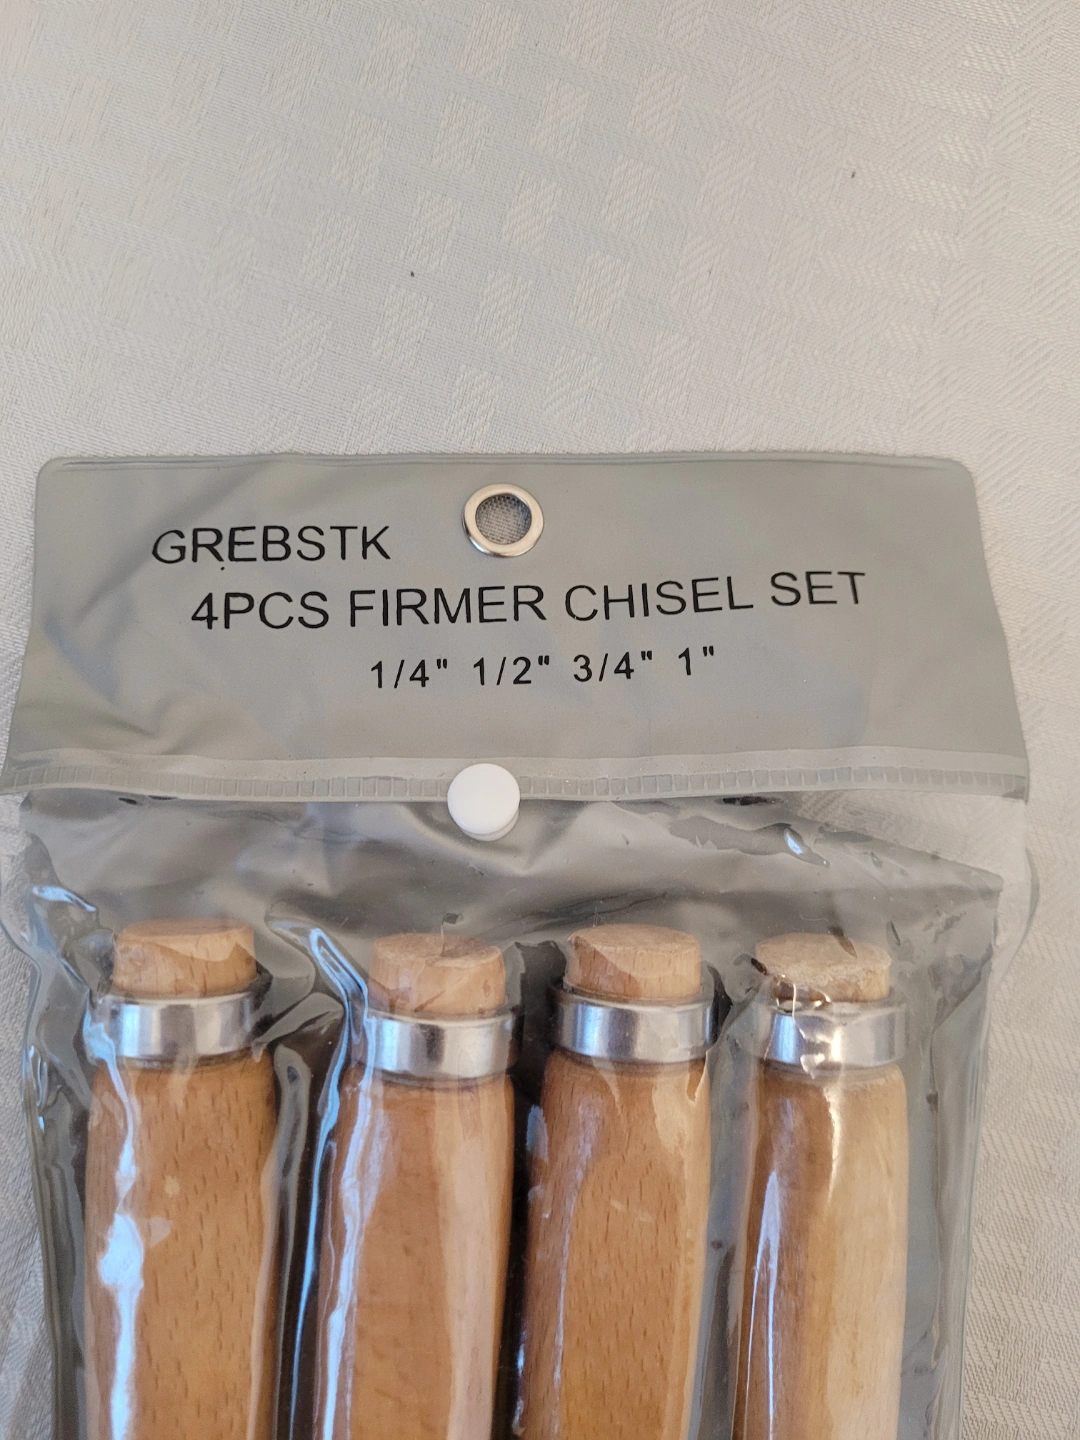 GREBSTK
4PCS FIRMER CHISEL SET
1/4" 1/2" 3/4" 1"